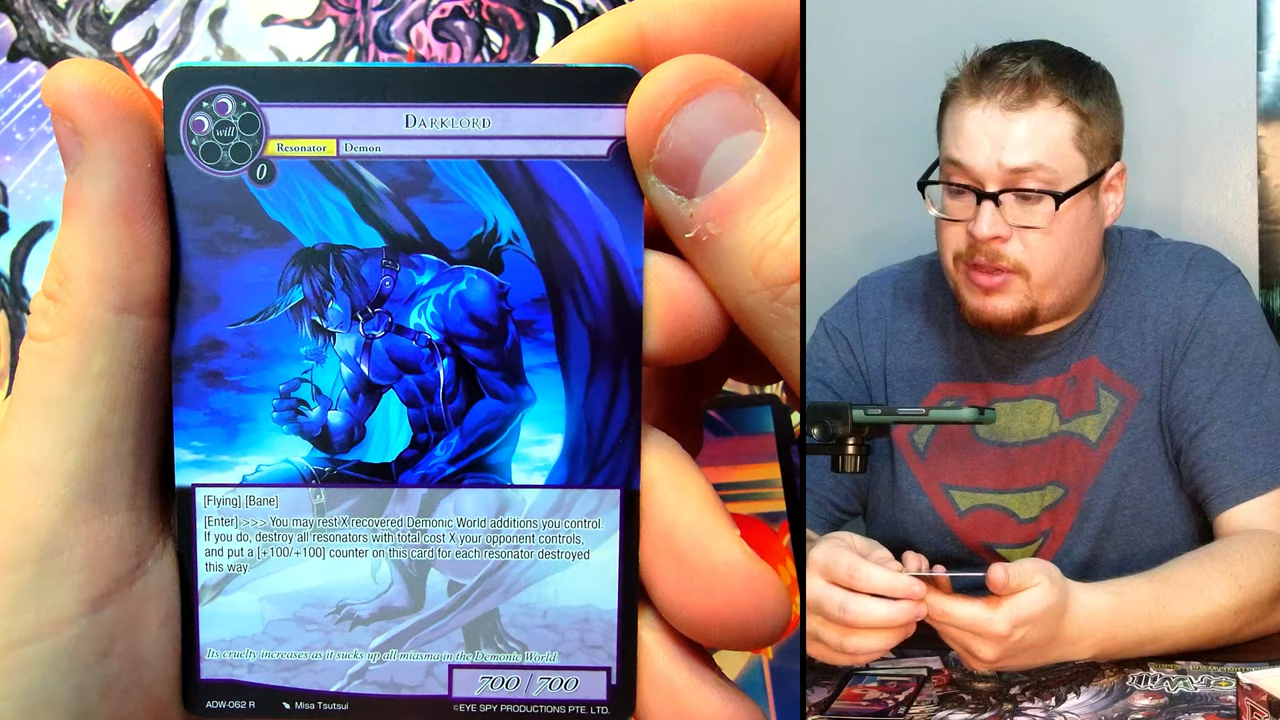 Darklord
will
Resonator Demon
0
[Flying] [Bane]
[Enter] >>> You may rest X recovered Demonic World additions you control.
If you do, destroy all resonators with total cost X your opponent controls,
and put a [+100/+100] counter on this card for each resonator destroyed
this way.
Its cruelty increases as it sucks up all miasma in the Demonic World.
700 / 700
ADW-062 R Misa Tsutsui ©EYE SPY PRODUCTIONS PTE. LTD.